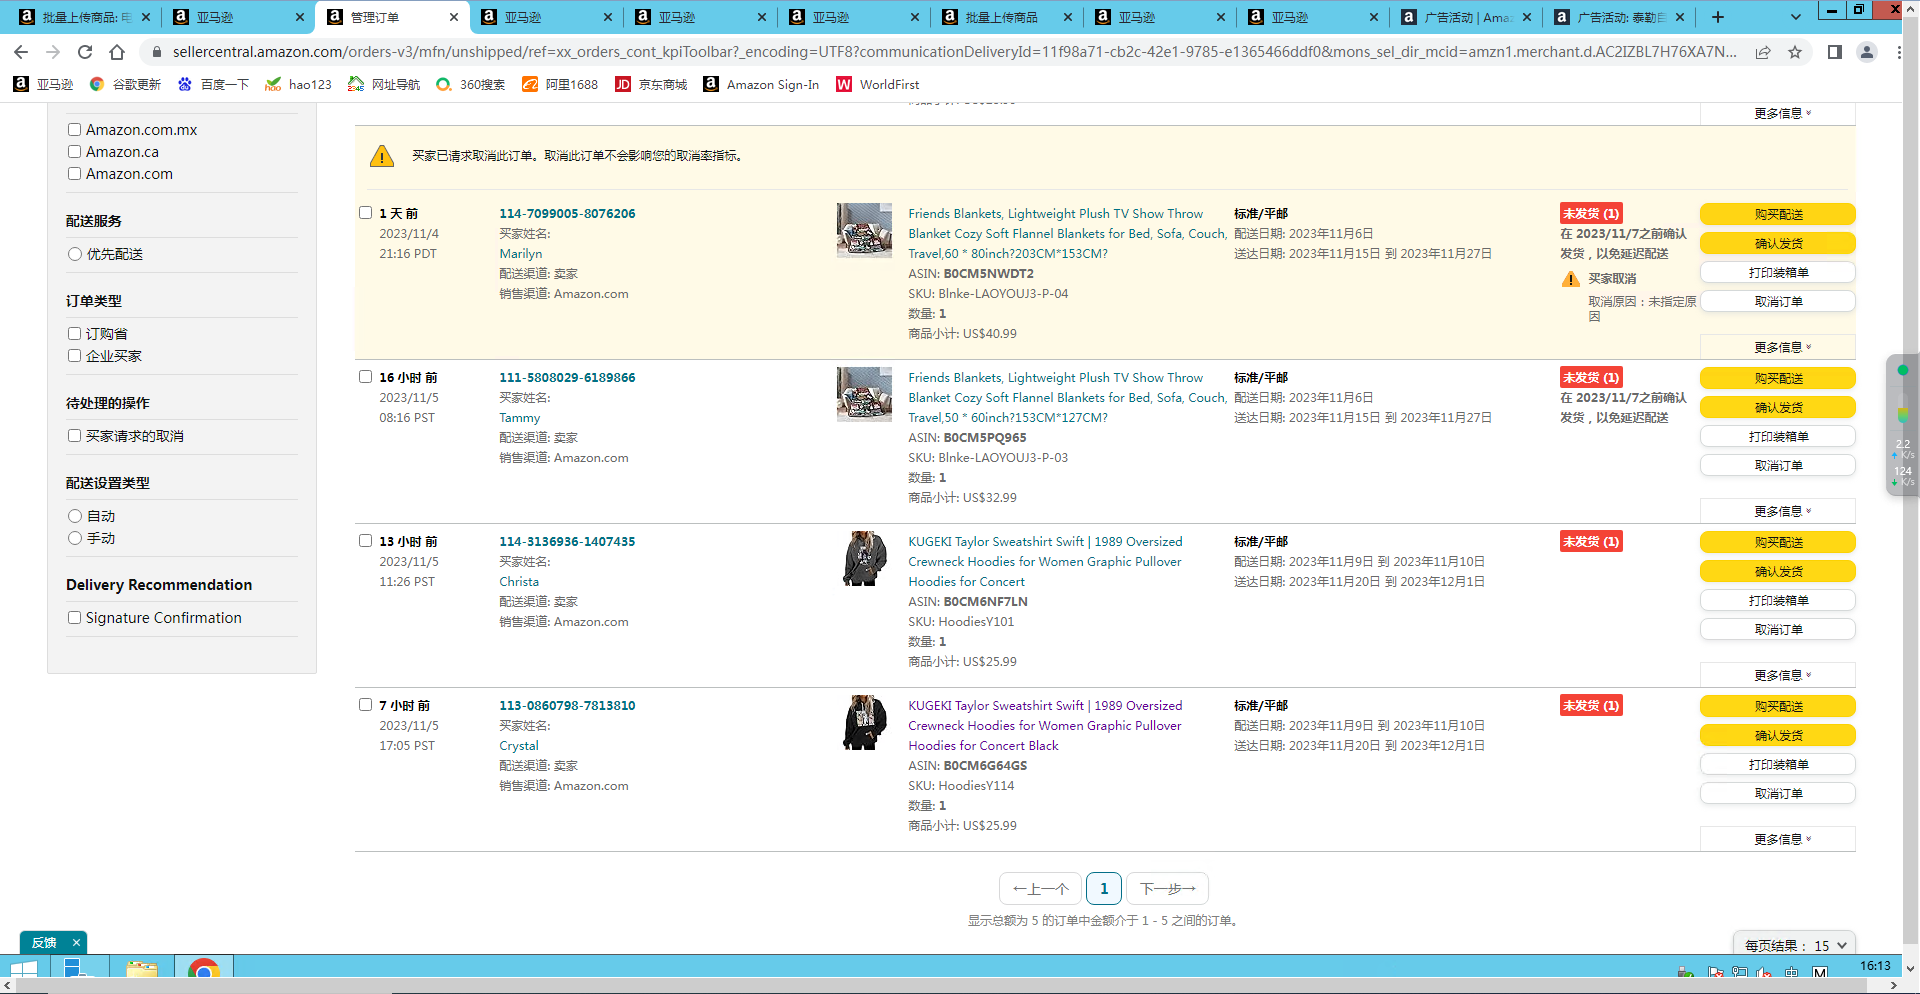 批量上传商品: 电
亚马逊
管理订单
亚马逊
亚马逊
亚马逊
批量上传商品
亚马逊
亚马逊
广告活动 | Amaz
广告活动: 泰勒自
sellercentral.amazon.com/orders-v3/mfn/unshipped/ref=xx_orders_cont_kpiToolbar?_encoding=UTF8?communicationDeliveryId=11f98a71-cb2c-42e1-9785-e1365466ddf0&mons_sel_dir_mcid=amzn1.merchant.d.AC2IZBL7H76XA7N...
亚马逊
谷歌更新
百度一下
hao123
网址导航
360搜索
阿里1688
京东商城
Amazon Sign-In
WorldFirst
Amazon.com.mx
Amazon.ca
Amazon.com
配送服务
优先配送
订单类型
订购省
企业买家
待处理的操作
买家请求的取消
配送设置类型
自动
手动
Delivery Recommendation
Signature Confirmation
更多信息
买家已请求取消此订单。取消此订单不会影响您的取消率指标。
1 天 前
2023/11/4
21:16 PDT
114-7099005-8076206
买家姓名:
Marilyn
配送渠道: 卖家
销售渠道: Amazon.com
Friends Blankets, Lightweight Plush TV Show Throw
Blanket Cozy Soft Flannel Blankets for Bed, Sofa, Couch,
Travel,60 * 80inch?203CM*153CM?
ASIN: B0CM5NWDT2
SKU: Blnke-LAOYOUJ3-P-04
数量: 1
商品小计: US$40.99
标准/平邮
配送日期: 2023年11月6日
送达日期: 2023年11月15日 到 2023年11月27日
未发货 (1)
在 2023/11/7之前确认
发货，以免延迟配送
买家取消
取消原因：未指定原
因
购买配送
确认发货
打印装箱单
取消订单
更多信息
16 小时 前
2023/11/5
08:16 PST
111-5808029-6189866
买家姓名:
Tammy
配送渠道: 卖家
销售渠道: Amazon.com
Friends Blankets, Lightweight Plush TV Show Throw
Blanket Cozy Soft Flannel Blankets for Bed, Sofa, Couch,
Travel,50 * 60inch?153CM*127CM?
ASIN: B0CM5PQ965
SKU: Blnke-LAOYOUJ3-P-03
数量: 1
商品小计: US$32.99
标准/平邮
配送日期: 2023年11月6日
送达日期: 2023年11月15日 到 2023年11月27日
未发货 (1)
在 2023/11/7之前确认
发货，以免延迟配送
购买配送
确认发货
打印装箱单
取消订单
更多信息
13 小时 前
2023/11/5
11:26 PST
114-3136936-1407435
买家姓名:
Christa
配送渠道: 卖家
销售渠道: Amazon.com
KUGEKI Taylor Sweatshirt Swift | 1989 Oversized
Crewneck Hoodies for Women Graphic Pullover
Hoodies for Concert
ASIN: B0CM6NF7LN
SKU: HoodiesY101
数量: 1
商品小计: US$25.99
标准/平邮
配送日期: 2023年11月9日 到 2023年11月10日
送达日期: 2023年11月20日 到 2023年12月1日
未发货 (1)
购买配送
确认发货
打印装箱单
取消订单
更多信息
7 小时 前
2023/11/5
17:05 PST
113-0860798-7813810
买家姓名:
Crystal
配送渠道: 卖家
销售渠道: Amazon.com
KUGEKI Taylor Sweatshirt Swift | 1989 Oversized
Crewneck Hoodies for Women Graphic Pullover
Hoodies for Concert Black
ASIN: B0CM6G64GS
SKU: HoodiesY114
数量: 1
商品小计: US$25.99
标准/平邮
配送日期: 2023年11月9日 到 2023年11月10日
送达日期: 2023年11月20日 到 2023年12月1日
未发货 (1)
购买配送
确认发货
打印装箱单
取消订单
更多信息
←上一个
1
下一步→
显示总额为 5 的订单中金额介于 1 - 5 之间的订单。
每页结果： 15
反馈 ×
2.2
K/s
124
K/s
M
16:13